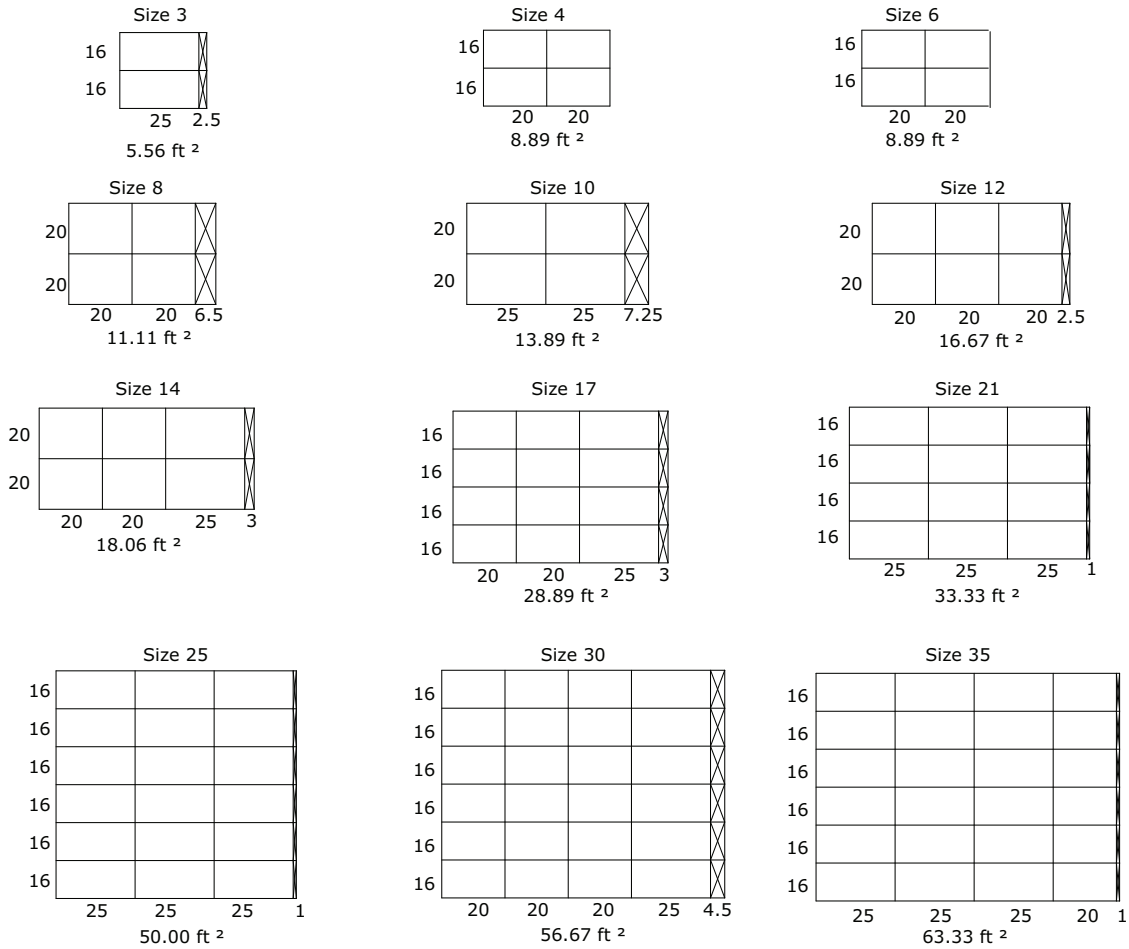 Size 3
16
16
25 2.5
5.56 ft ²
Size 4
16
16
20 20
8.89 ft ²
Size 6
16
16
20 20
8.89 ft ²
Size 8
20
20
20 20 6.5
11.11 ft ²
Size 10
20
20
25 25 7.25
13.89 ft ²
Size 12
20
20
20 20 20 2.5
16.67 ft ²
Size 14
20
20
20 20 25 3
18.06 ft ²
Size 17
16
16
16
16
20 20 25 3
28.89 ft ²
Size 21
16
16
16
16
25 25 25 1
33.33 ft ²
Size 25
16
16
16
16
16
16
25 25 25 1
50.00 ft ²
Size 30
16
16
16
16
16
16
20 20 20 25 4.5
56.67 ft ²
Size 35
16
16
16
16
16
16
25 25 25 20 1
63.33 ft ²